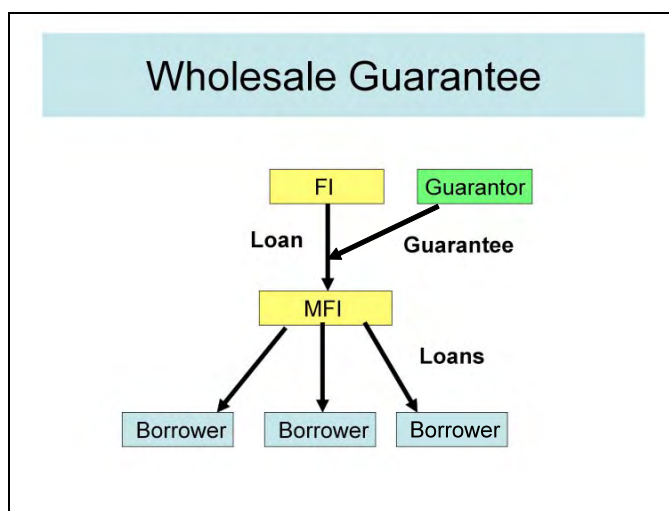 Wholesale Guarantee
FI
Guarantor
Loan
Guarantee
MFI
Loans
Borrower
Borrower
Borrower